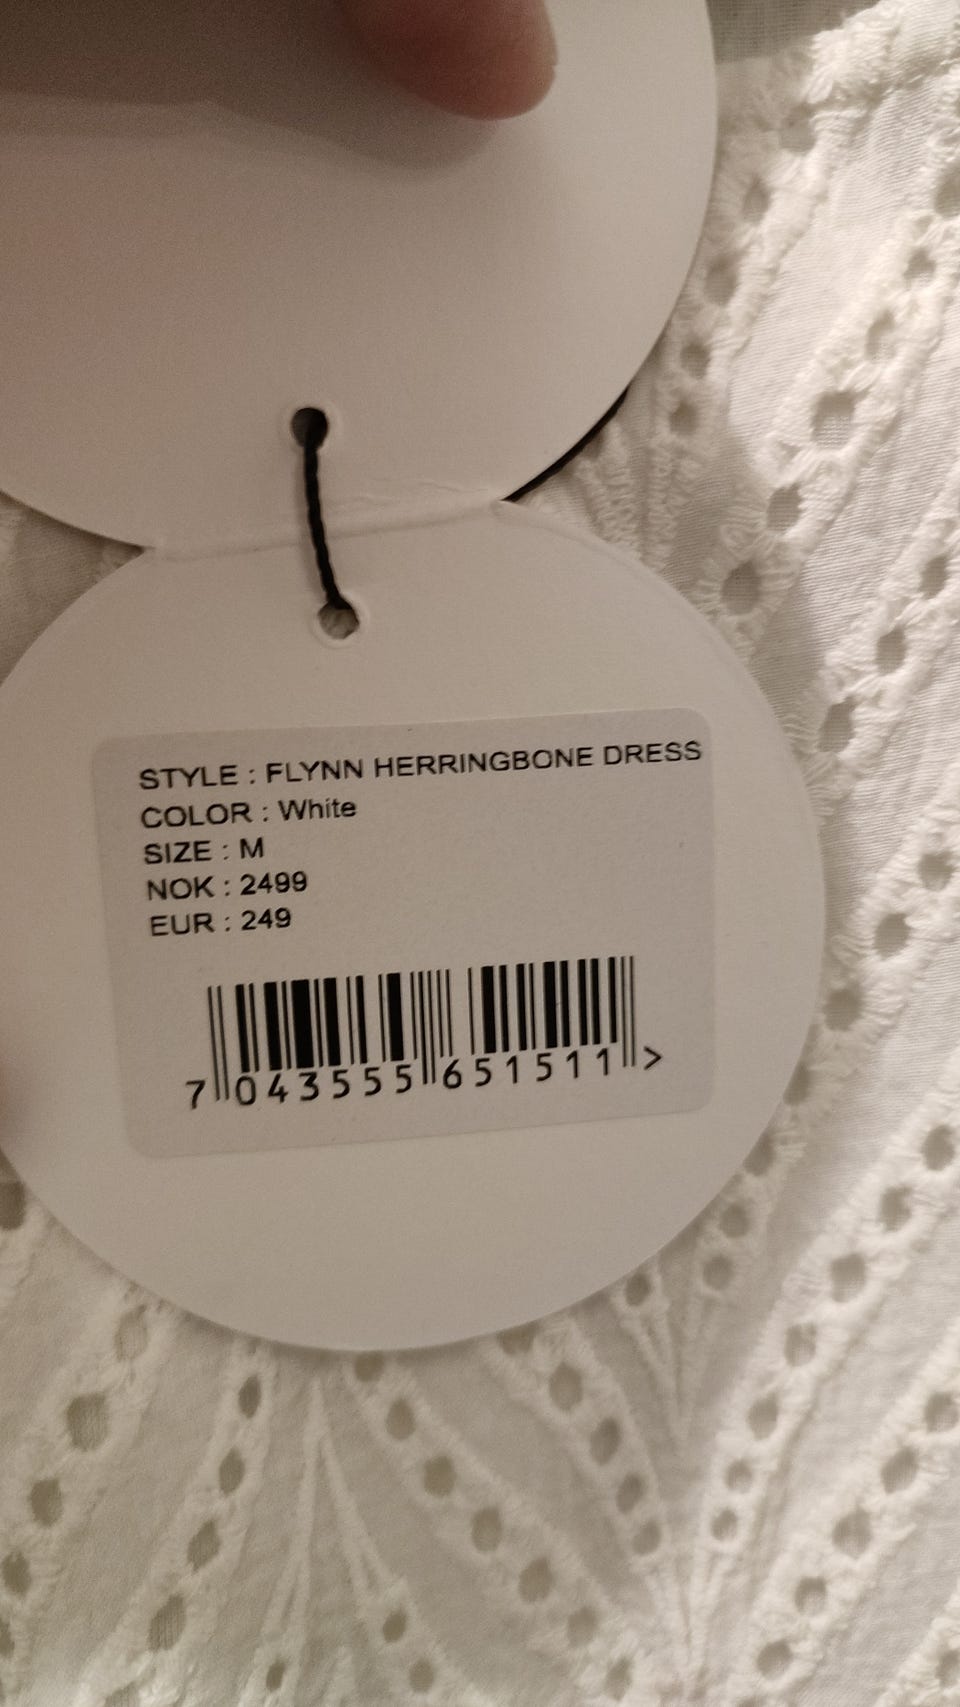 STYLE : FLYNN HERRINGBONE DRESS
COLOR : White
SIZE : M
NOK : 2499
EUR : 249
7 043555 651511 >